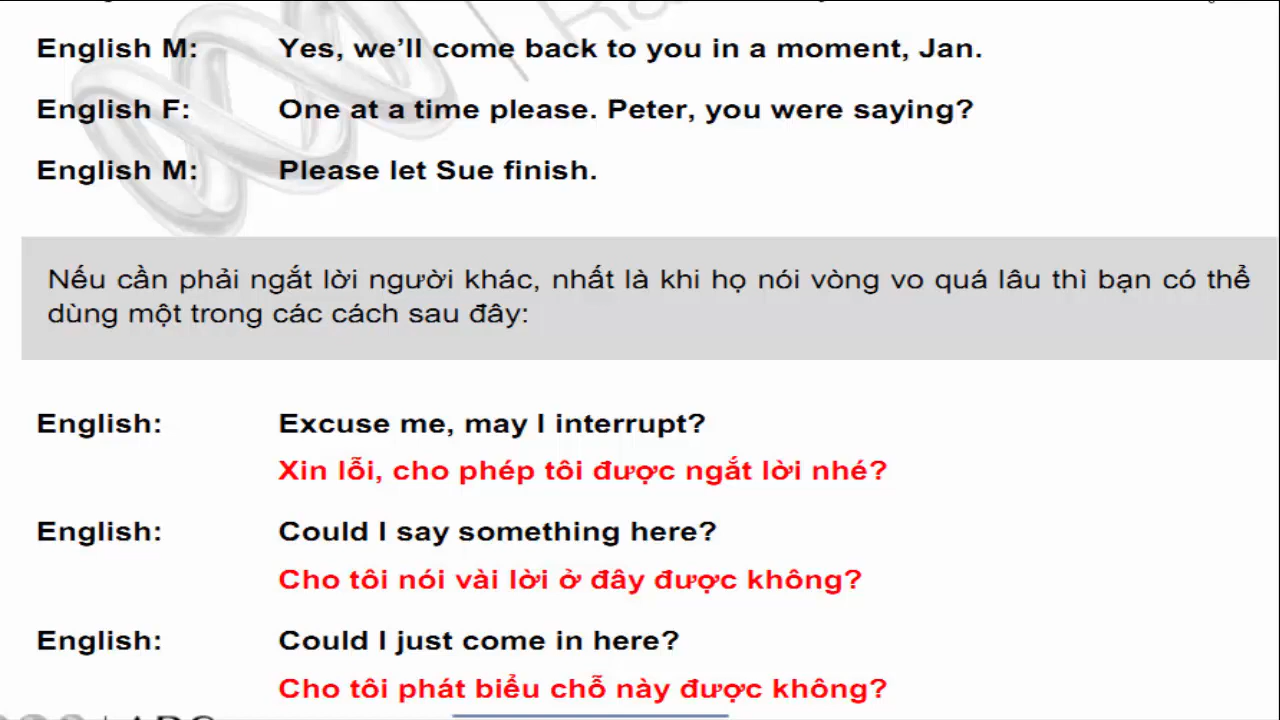 English M: Yes, we’ll come back to you in a moment, Jan.
English F: One at a time please. Peter, you were saying?
English M: Please let Sue finish.
Nếu cần phải ngắt lời người khác, nhất là khi họ nói vòng vo quá lâu thì bạn có thể
dùng một trong các cách sau đây:
English: Excuse me, may I interrupt?
Xin lỗi, cho phép tôi được ngắt lời nhé?
English: Could I say something here?
Cho tôi nói vài lời ở đây được không?
English: Could I just come in here?
Cho tôi phát biểu chỗ này được không?